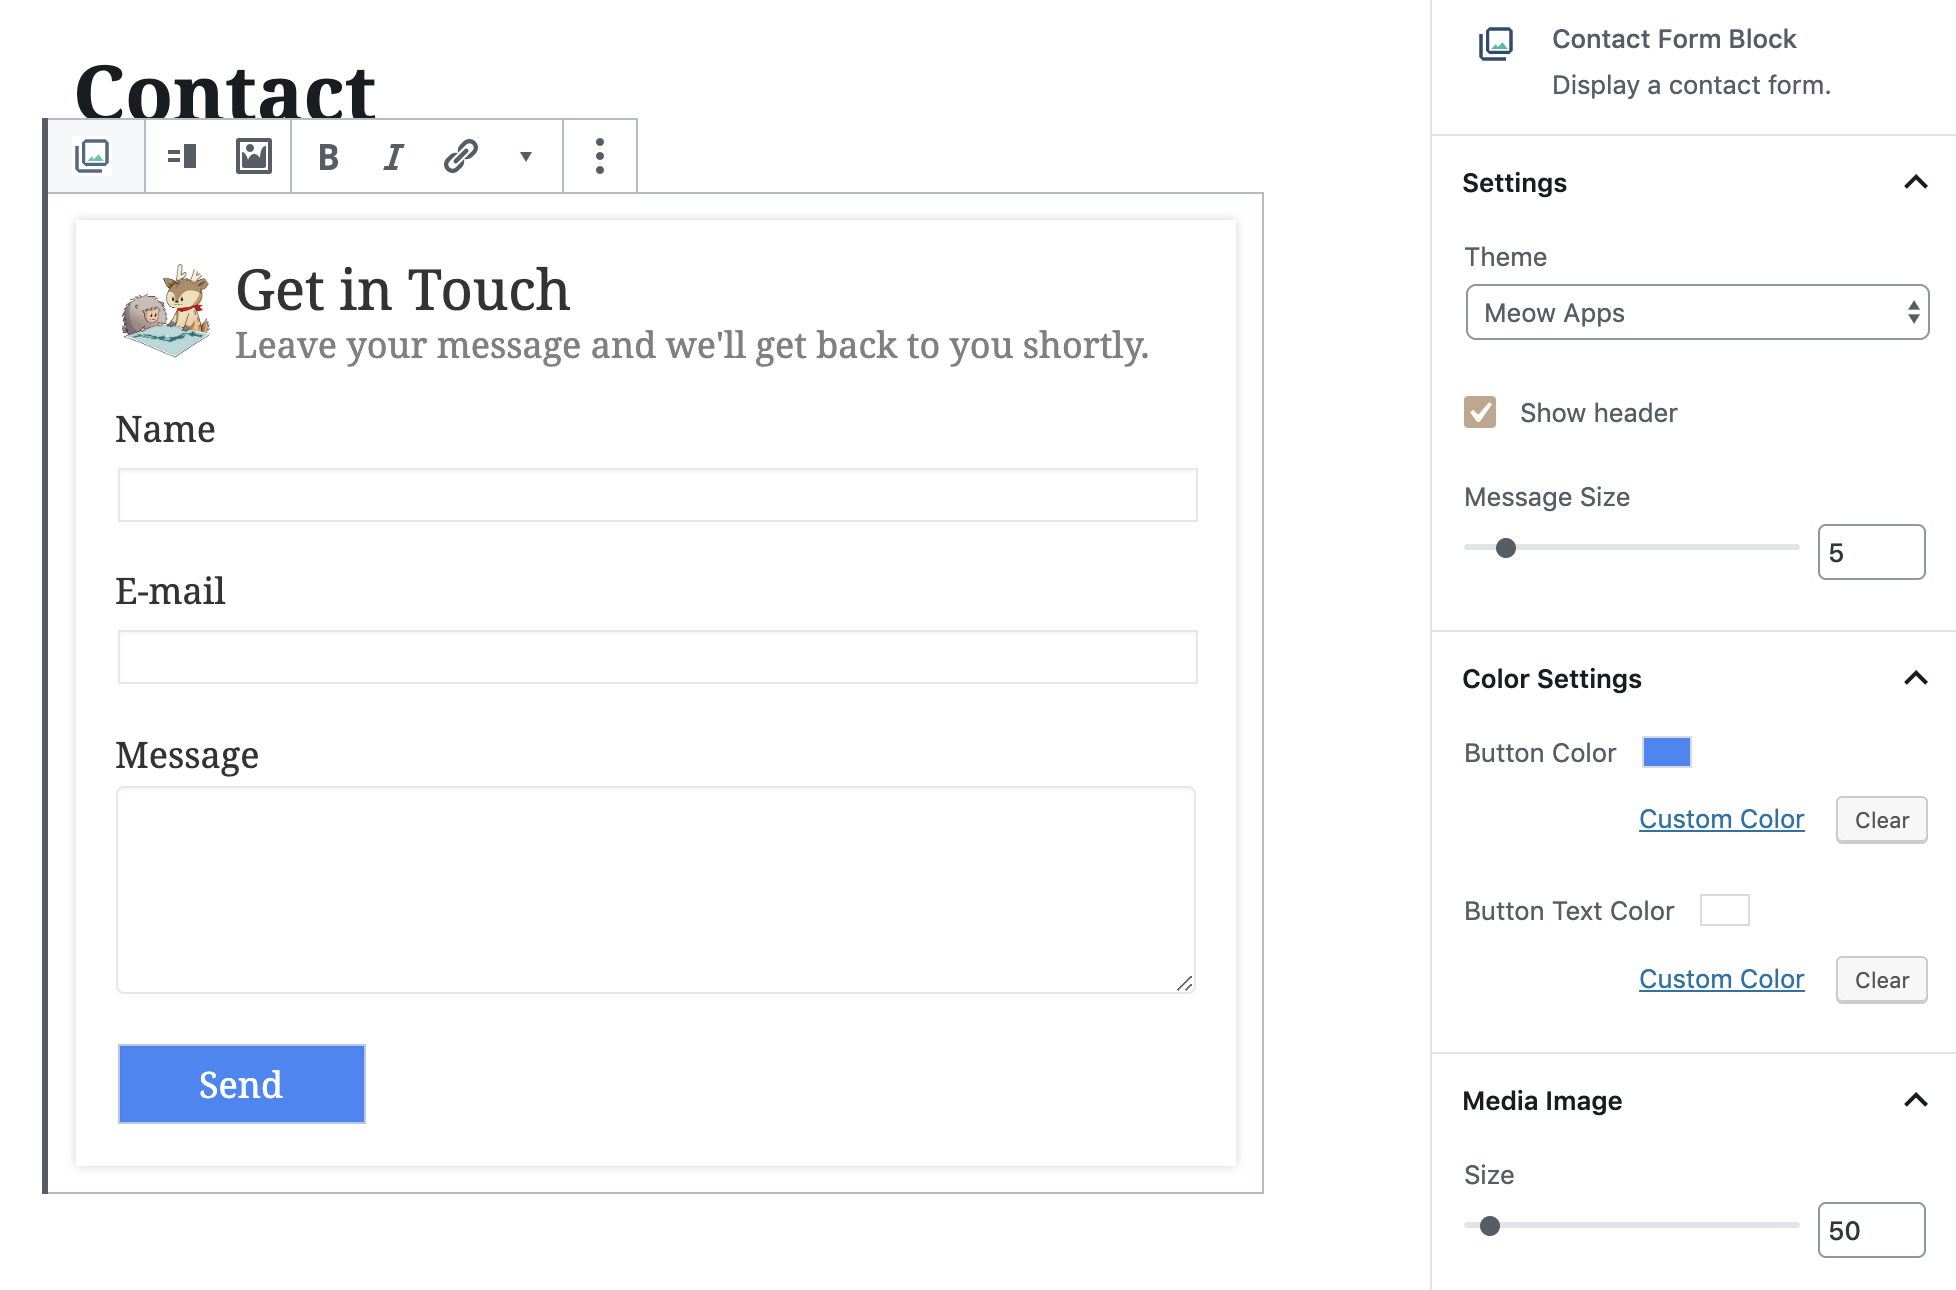 Contact
B I
Get in Touch
Leave your message and we'll get back to you shortly.
Name
E-mail
Message
Send
Contact Form Block
Display a contact form.
Settings
Theme
Meow Apps
Show header
Message Size
5
Color Settings
Button Color
Custom Color Clear
Button Text Color
Custom Color Clear
Media Image
Size
50